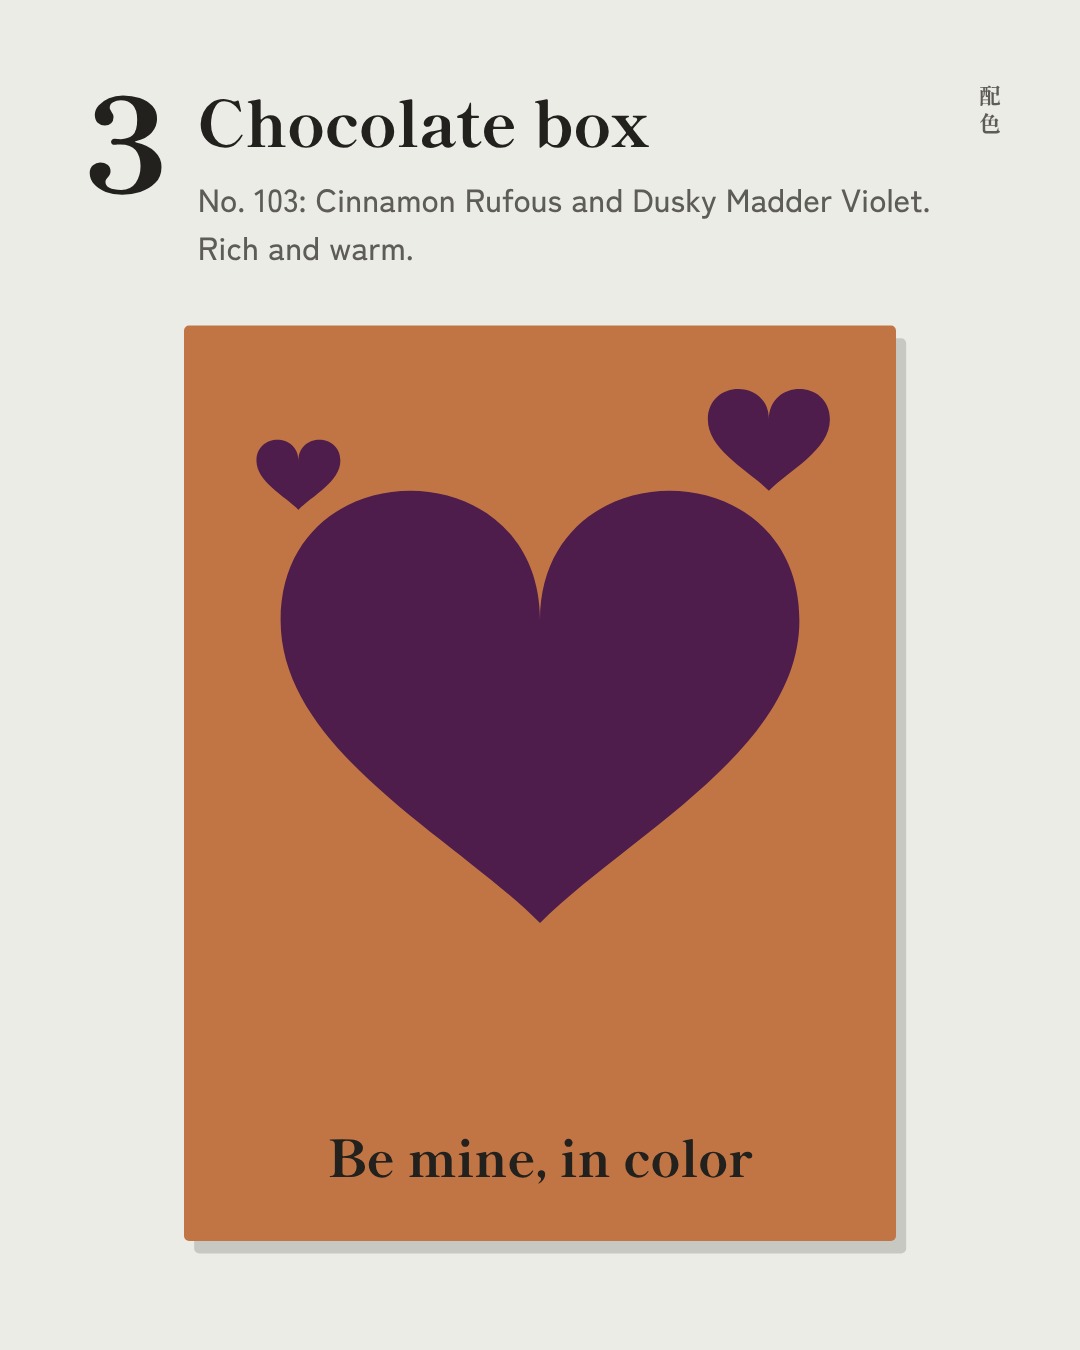 3
Chocolate box
配色
No. 103: Cinnamon Rufous and Dusky Madder Violet.
Rich and warm.
Be mine, in color